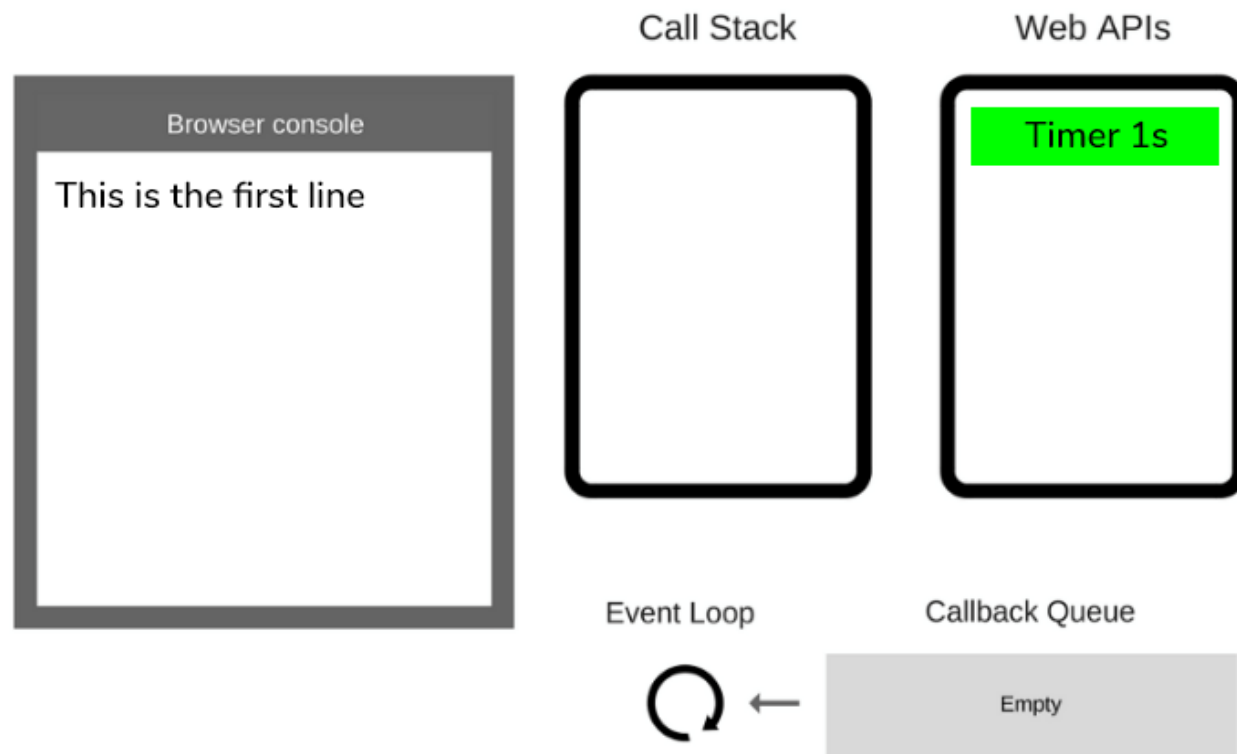 Call Stack
Web APIs
Browser console
Timer 1s
This is the first line
Event Loop
Callback Queue
Empty